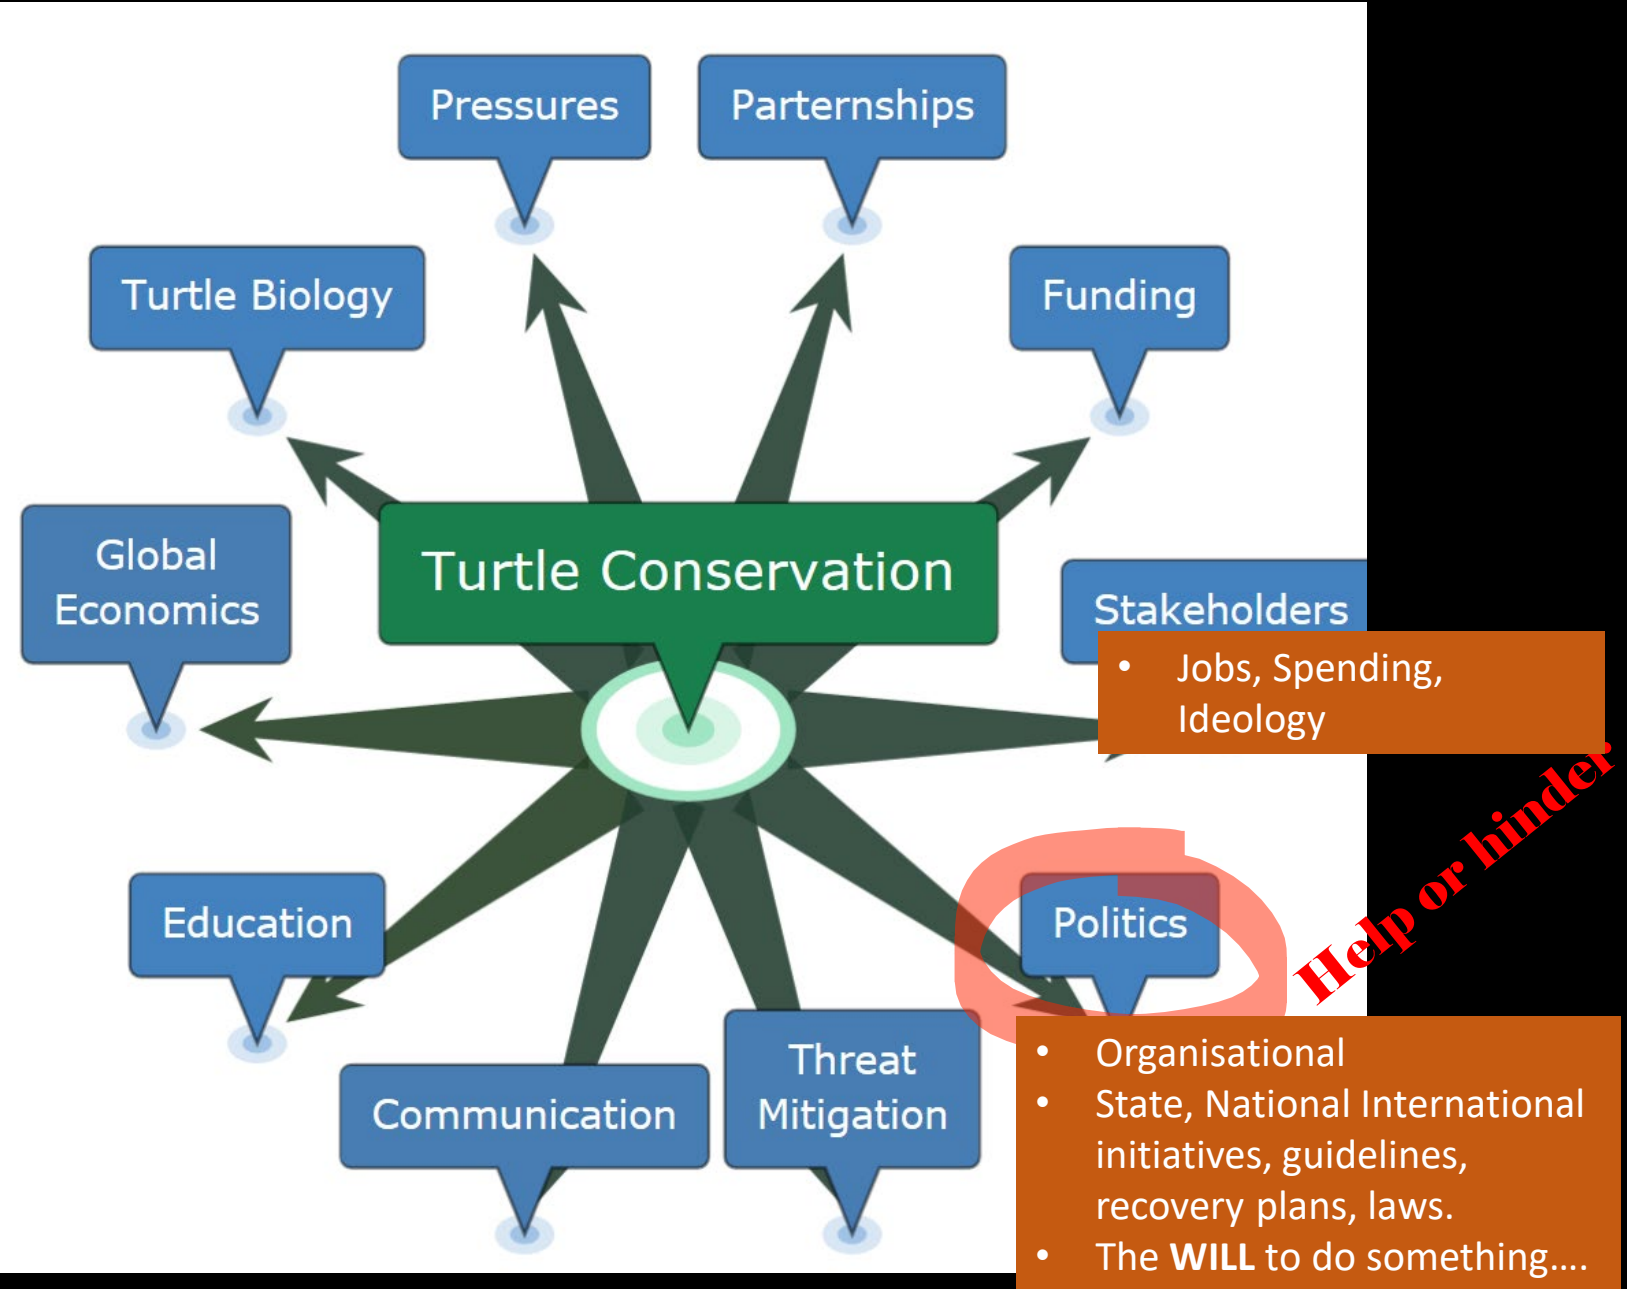 Pressures
Parternships
Turtle Biology
Funding
Global
Economics
Turtle Conservation
Stakeholders
• Jobs, Spending,
Ideology
Help or hinder
Education
Politics
Communication
Threat
Mitigation
• Organisational
• State, National International
initiatives, guidelines,
recovery plans, laws.
• The WILL to do something....